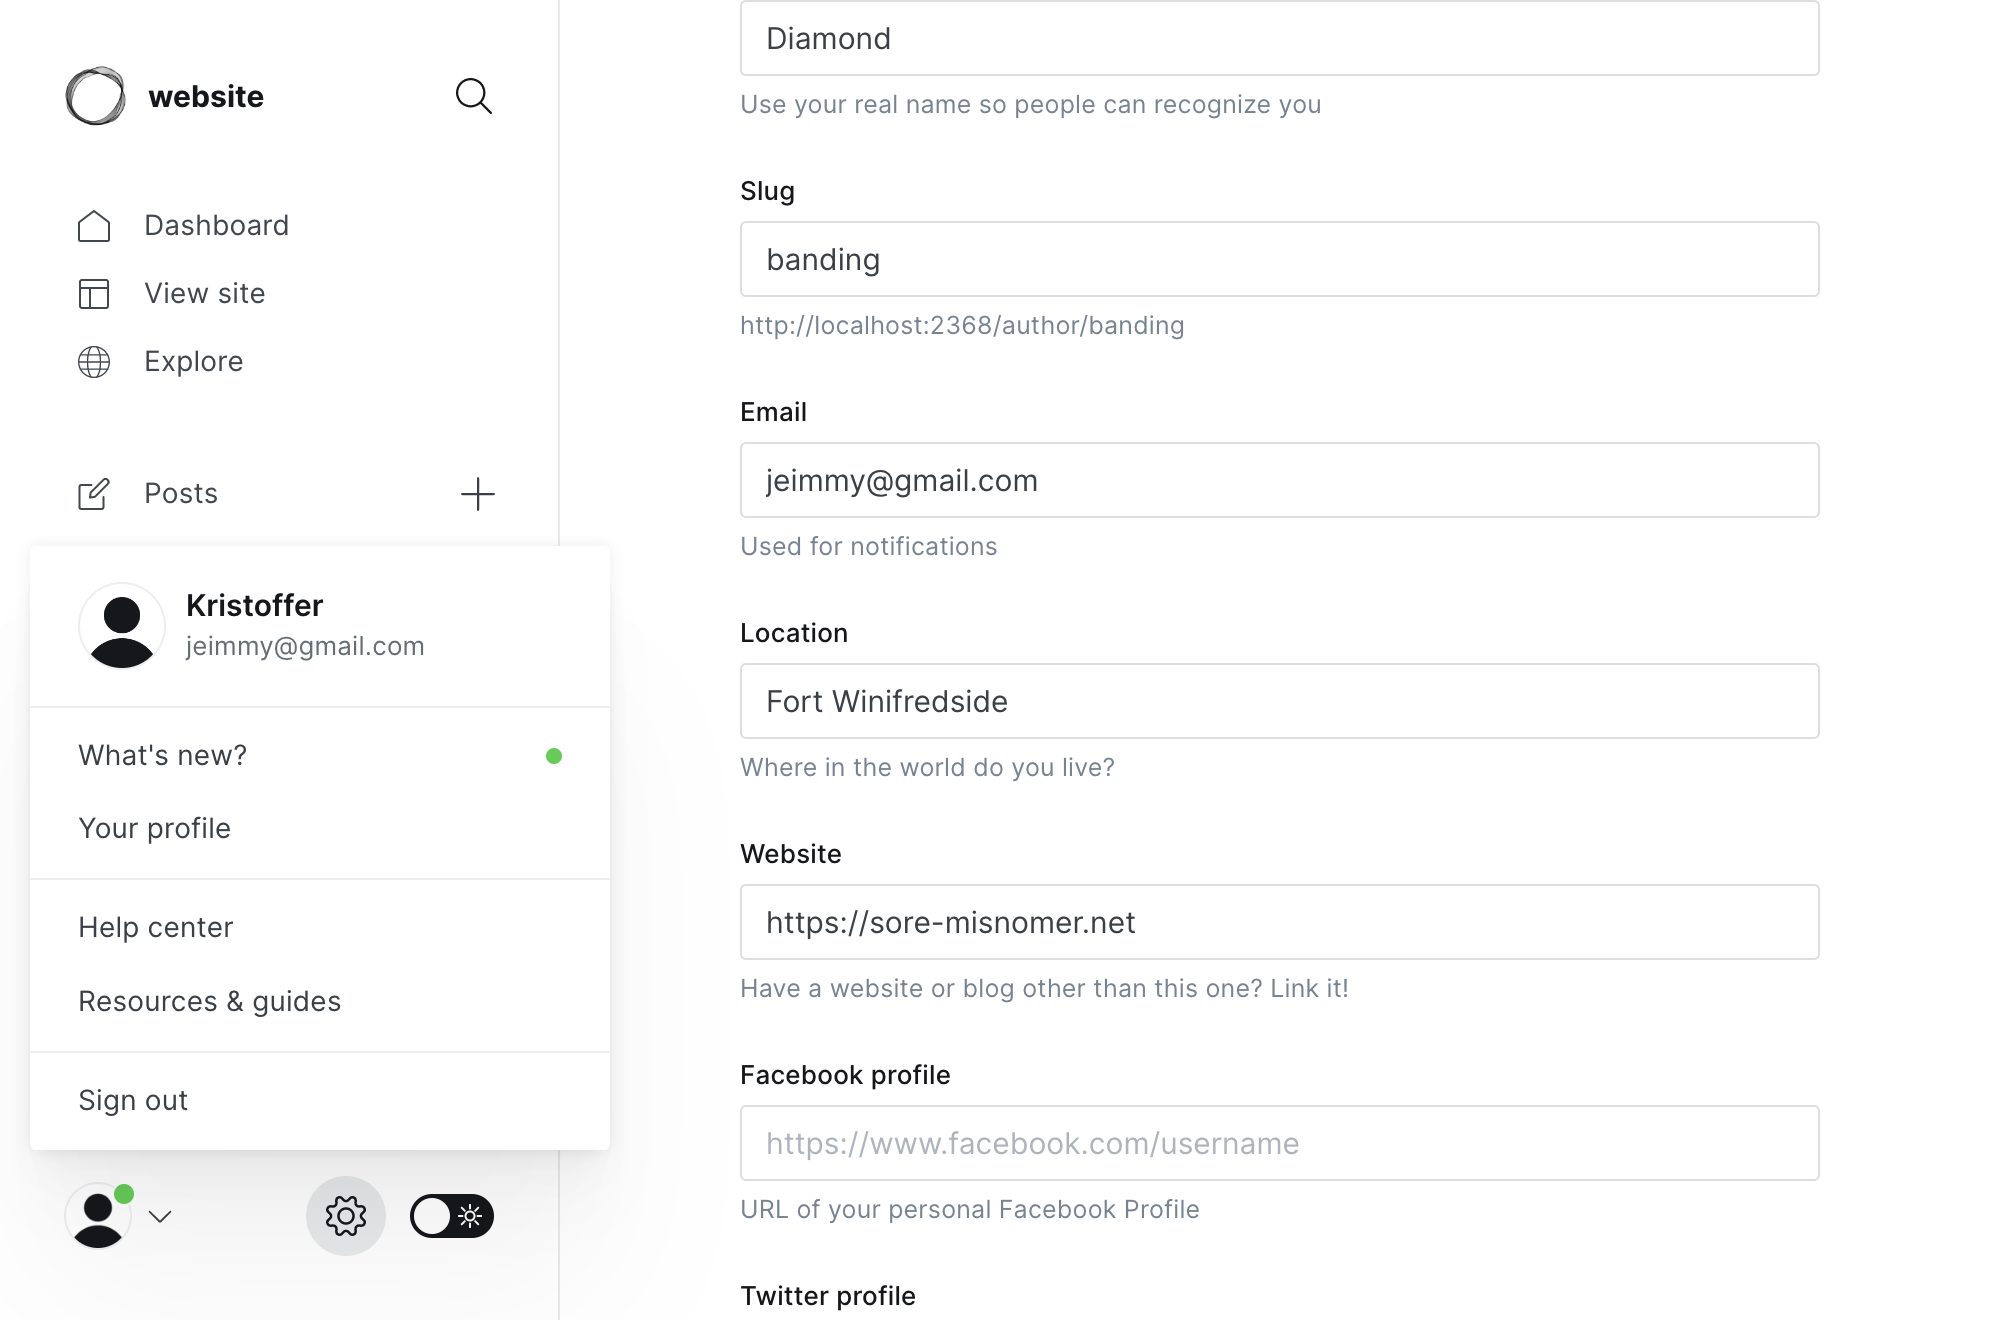 website
Dashboard
View site
Explore
Posts
Kristoffer
jeimmy@gmail.com
What's new?
Your profile
Help center
Resources & guides
Sign out
Diamond
Use your real name so people can recognize you
Slug
banding
http://localhost:2368/author/banding
Email
jeimmy@gmail.com
Used for notifications
Location
Fort Winifredside
Where in the world do you live?
Website
https://sore-misnomer.net
Have a website or blog other than this one? Link it!
Facebook profile
https://www.facebook.com/username
URL of your personal Facebook Profile
Twitter profile